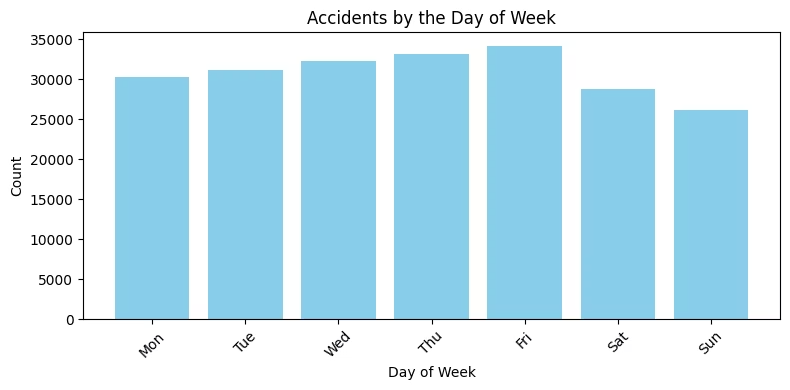 Accidents by the Day of Week
Count
35000
30000
25000
20000
15000
10000
5000
0
Mon
Tue
Wed
Thu
Fri
Sat
Sun
Day of Week